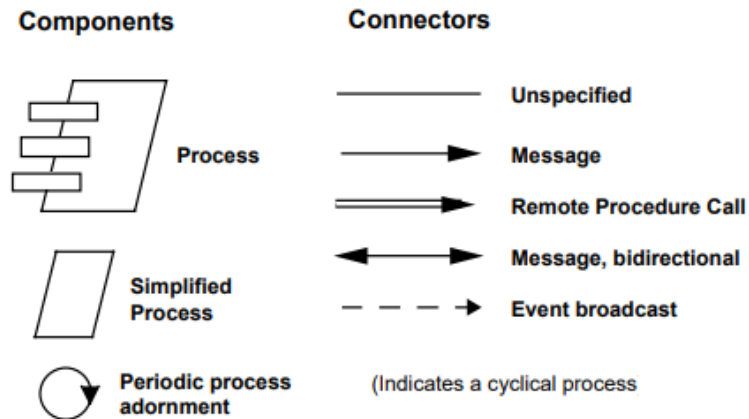 Components
Connectors
Process
Unspecified
Message
Remote Procedure Call
Simplified
Process
Message, bidirectional
Event broadcast
Periodic process
adornment
(Indicates a cyclical process